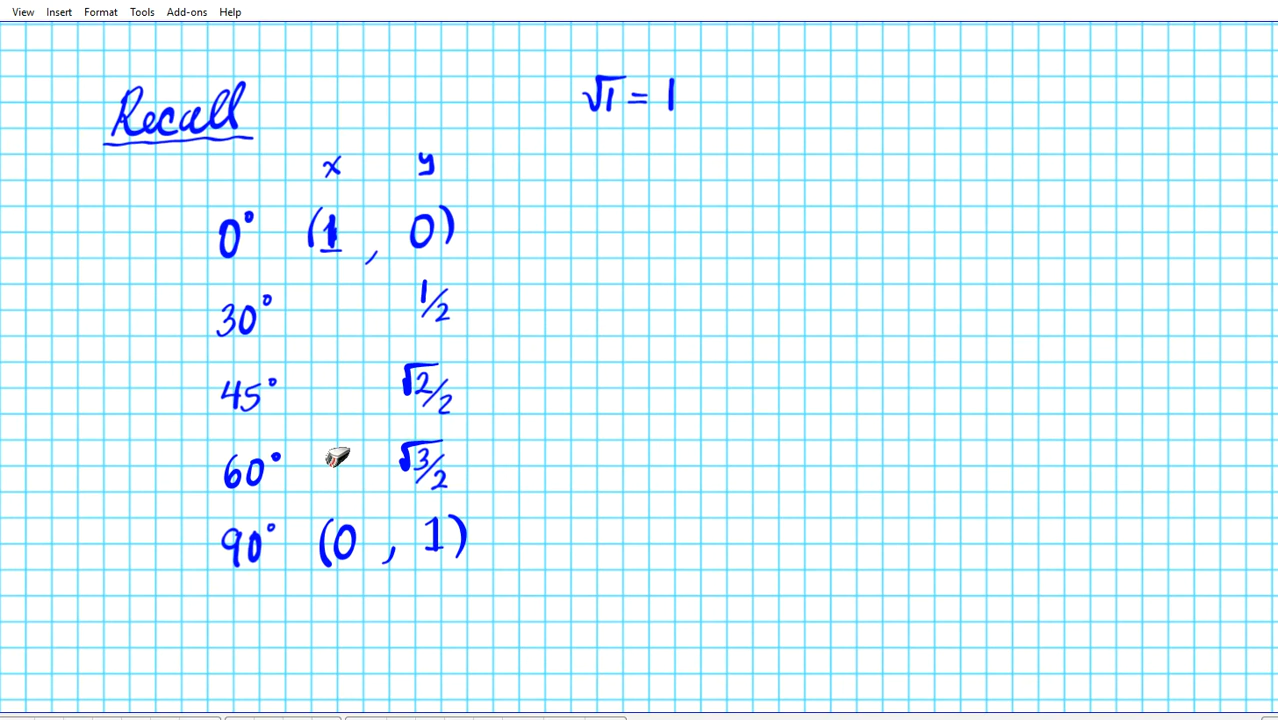 View Insert Format Tools Add-ons Help
Recall
√1 = 1
x y
0° (1, 0)
30° 1/2
45° √2/2
60° √3/2
90° (0, 1)